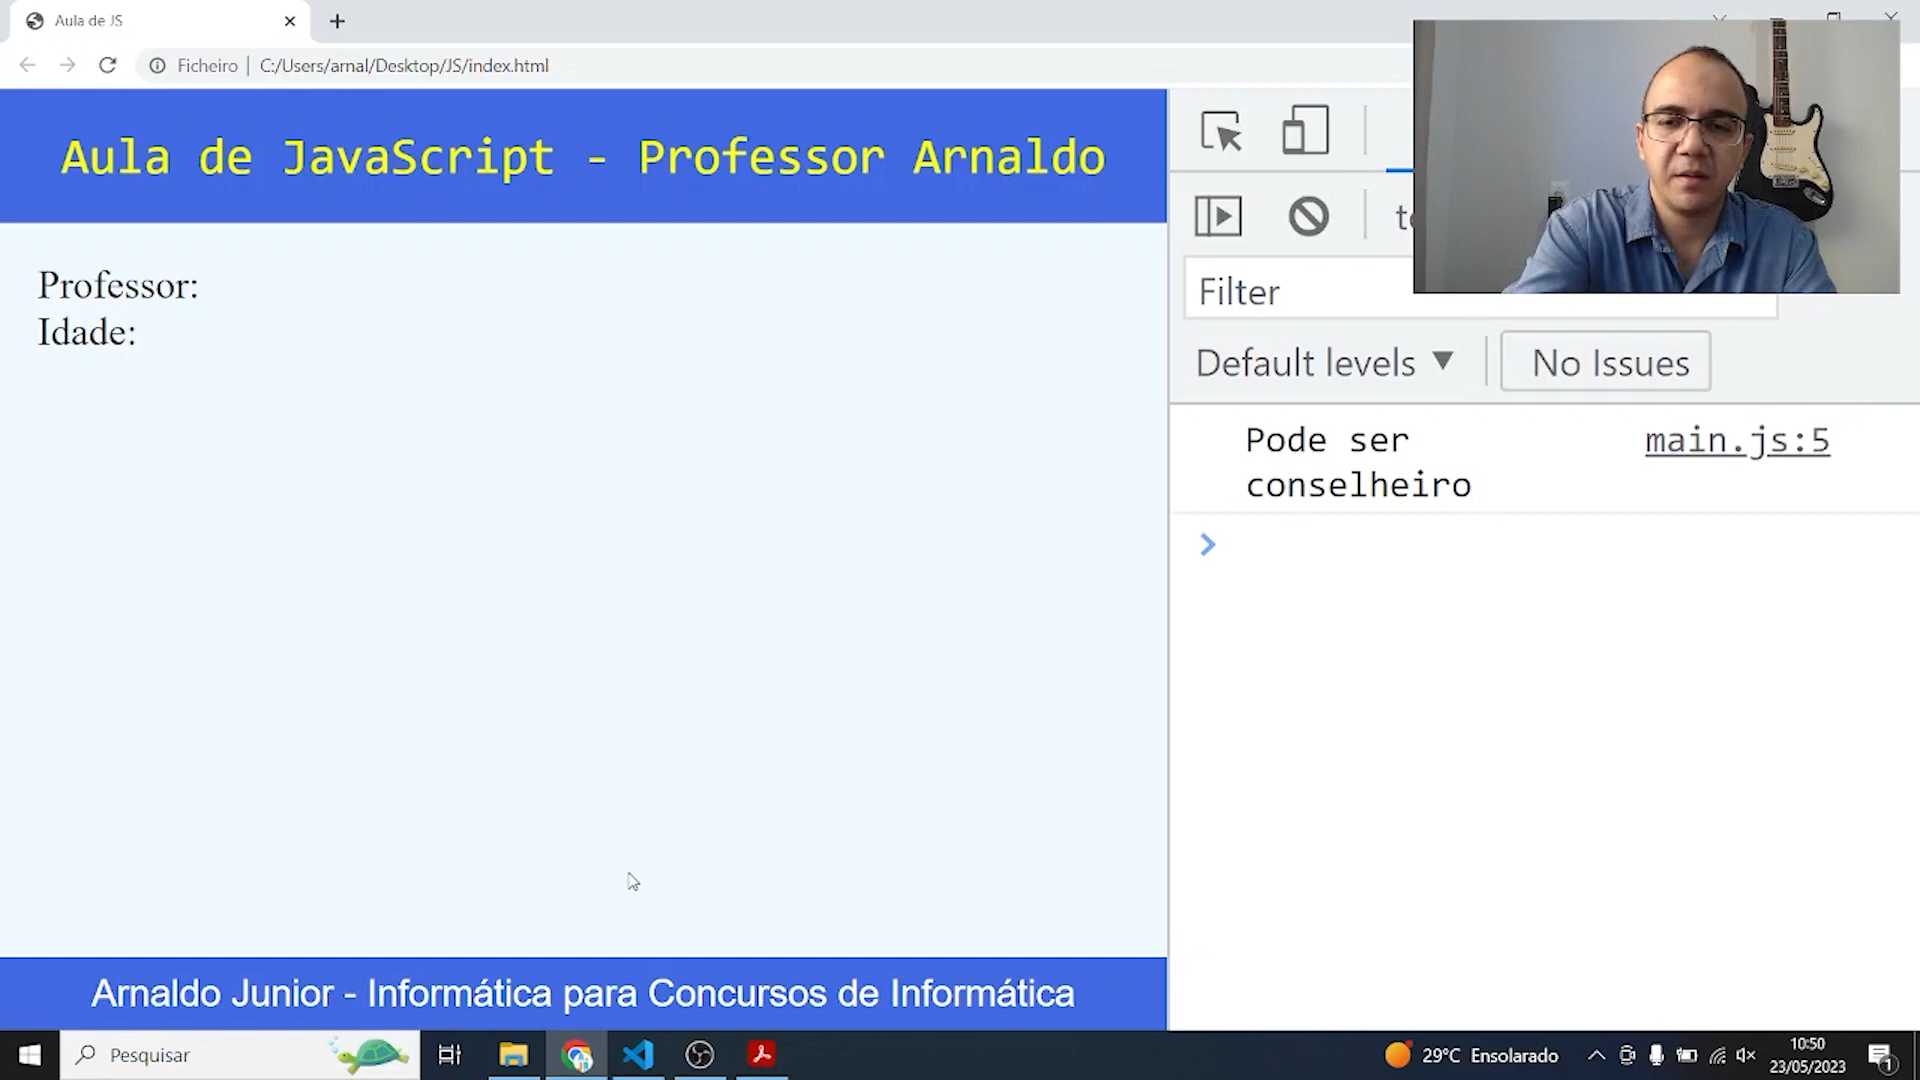 Aula de JS
Ficheiro
C:/Users/arnal/Desktop/JS/index.html
Aula de JavaScript - Professor Arnaldo
Professor:
Idade:
Filter
Default levels
No Issues
Pode ser
conselheiro
main.js:5
Arnaldo Junior - Informática para Concursos de Informática
Pesquisar
29°C Ensolarado
10:50
23/05/2023
1